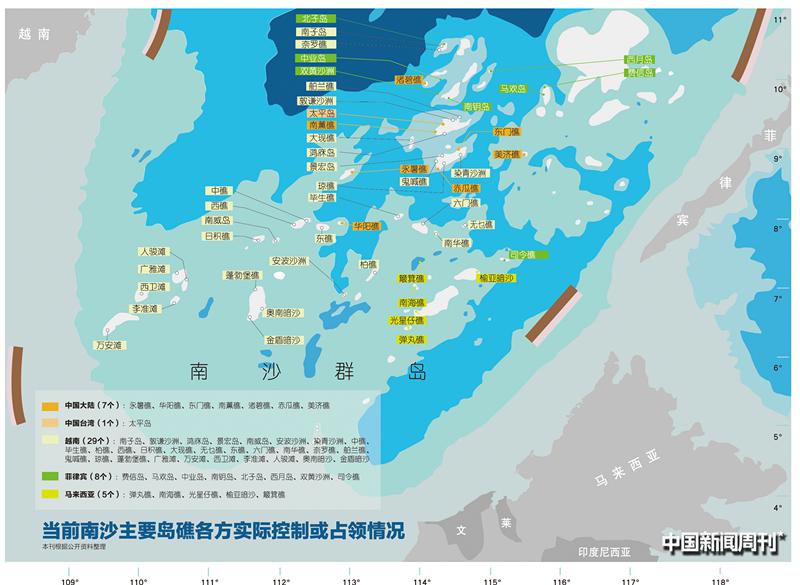 越南
北子岛
南子岛
奈罗礁
中业岛
双黄沙洲
舶兰礁
敦谦沙洲
太平岛
南薰礁
大现礁
鸿庥岛
景宏岛
琼礁
毕生礁
渚碧礁
南钥岛
马欢岛
西月岛
费信岛
东门礁
美济礁
永暑礁
鬼喊礁
染青沙洲
赤瓜礁
六门礁
无乜礁
南华礁
司令礁
中礁
西礁
南威岛
日积礁
东礁
华阳礁
安波沙洲
柏礁
人骏滩
广雅滩
西卫滩
李准滩
万安滩
蓬勃堡礁
奥南暗沙
金盾暗沙
簸箕礁
榆亚暗沙
南海礁
光星仔礁
弹丸礁
菲律宾
11°
10°
9°
8°
7°
6°
5°
4°
南沙群岛
中国大陆（7个）：永暑礁、华阳礁、东门礁、南薰礁、渚碧礁、赤瓜礁、美济礁
中国台湾（1个）：太平岛
越南（29个）：南子岛、敦谦沙洲、鸿庥岛、景宏岛、南威岛、安波沙洲、染青沙洲、中礁、
毕生礁、柏礁、西礁、日积礁、大现礁、无乜礁、东礁、六门礁、南华礁、奈罗礁、舶兰礁、
鬼喊礁、琼礁、蓬勃堡礁、广雅滩、万安滩、西卫滩、李准滩、人骏滩、奥南暗沙、金盾暗沙
菲律宾（8个）：费信岛、马欢岛、中业岛、南钥岛、北子岛、西月岛、双黄沙洲、司令礁
马来西亚（5个）：弹丸礁、南海礁、光星仔礁、榆亚暗沙、簸箕礁
当前南沙主要岛礁各方实际控制或占领情况
本刊根据公开资料整理
马来西亚
文莱
印度尼西亚
中国新闻周刊
109°
110°
111°
112°
113°
114°
115°
116°
117°
118°